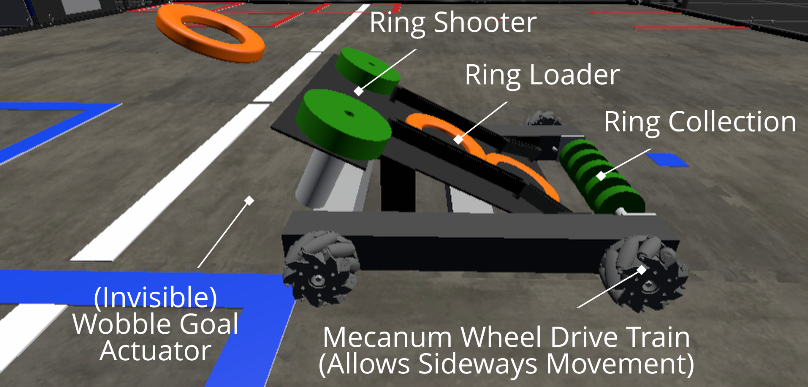 Ring Shooter
Ring Loader
Ring Collection
(Invisible)
Wobble Goal
Actuator
Mecanum Wheel Drive Train
(Allows Sideways Movement)